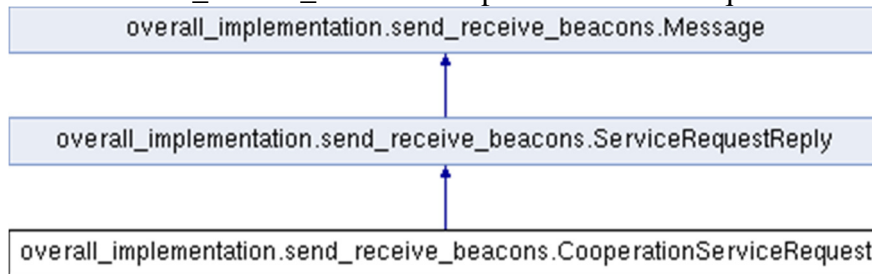 overall_implementation.send_receive_beacons.Message
overall_implementation.send_receive_beacons.ServiceRequestReply
overall_implementation.send_receive_beacons.CooperationServiceRequest